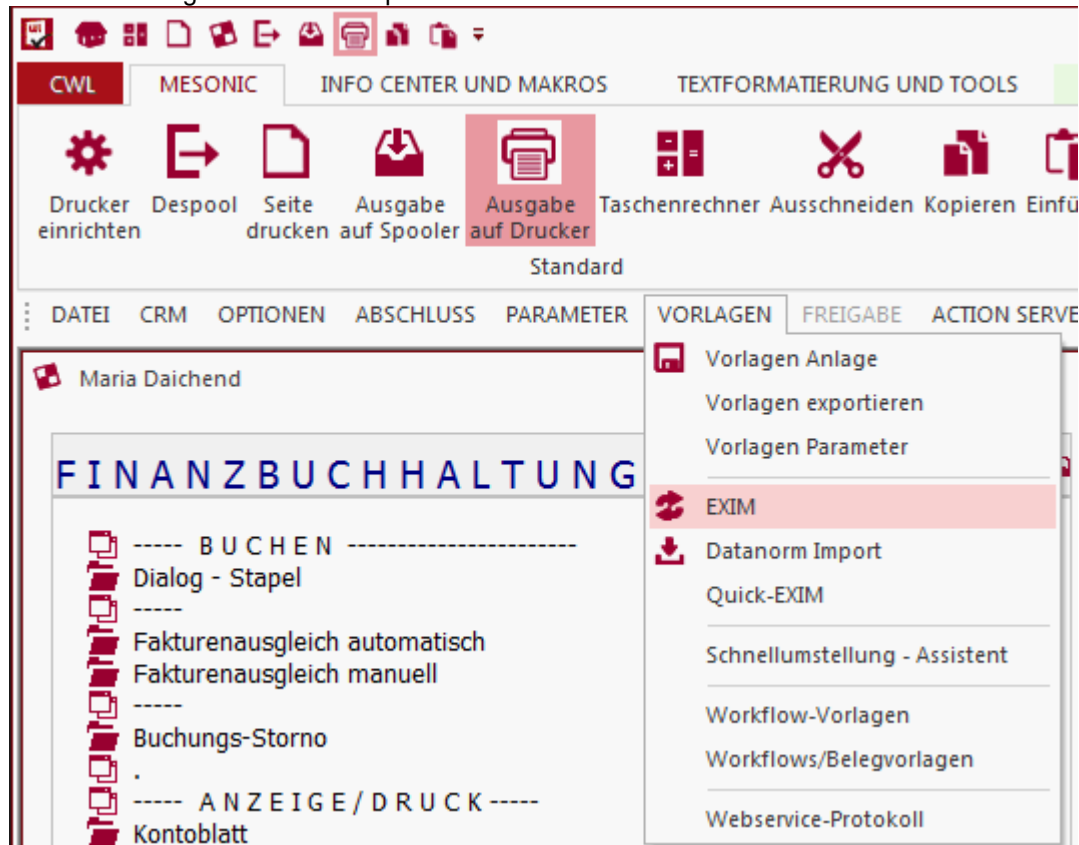 CWL MESONIC INFO CENTER UND MAKROS TEXTFORMATIERUNG UND TOOLS
Drucker einrichten
Despool
Seite drucken
Ausgabe auf Spooler
Ausgabe auf Drucker
Taschenrechner
Ausschneiden
Kopieren
Einfü
Standard
DATEI CRM OPTIONEN ABSCHLUSS PARAMETER VORLAGEN FREIGABE ACTION SERVE
Maria Daichend
FINANZBUCHHALTUNG
----- BUCHEN -----------------------
Dialog - Stapel
-----
Fakturenausgleich automatisch
Fakturenausgleich manuell
-----
Buchungs-Storno
.
----- ANZEIGE/DRUCK-----
Kontoblatt
Vorlagen Anlage
Vorlagen exportieren
Vorlagen Parameter
EXIM
Datanorm Import
Quick-EXIM
Schnellumstellung - Assistent
Workflow-Vorlagen
Workflows/Belegvorlagen
Webservice-Protokoll